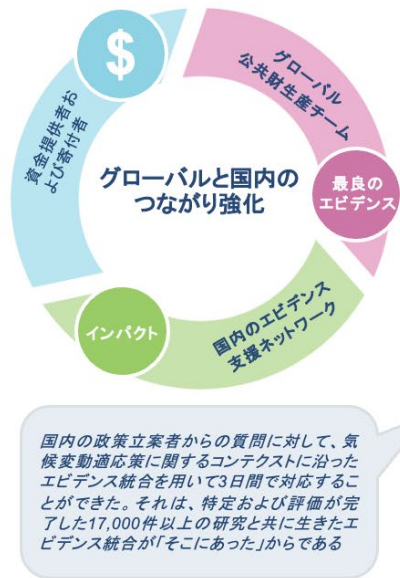 $
資金提供者お
よび寄付者
グローバル
公共財生産チーム
グローバルと国内の
つながり強化
最良の
エビデンス
インパクト
国内のエビデンス
支援ネットワーク
国内の政策立案者からの質問に対して、気
候変動適応策に関するコンテクストに沿った
エビデンス統合を用いて3日間で対応するこ
とができた。それは、特定および評価が完
了した17,000件以上の研究と共に生きたエ
ビデンス統合が「そこにあった」からである